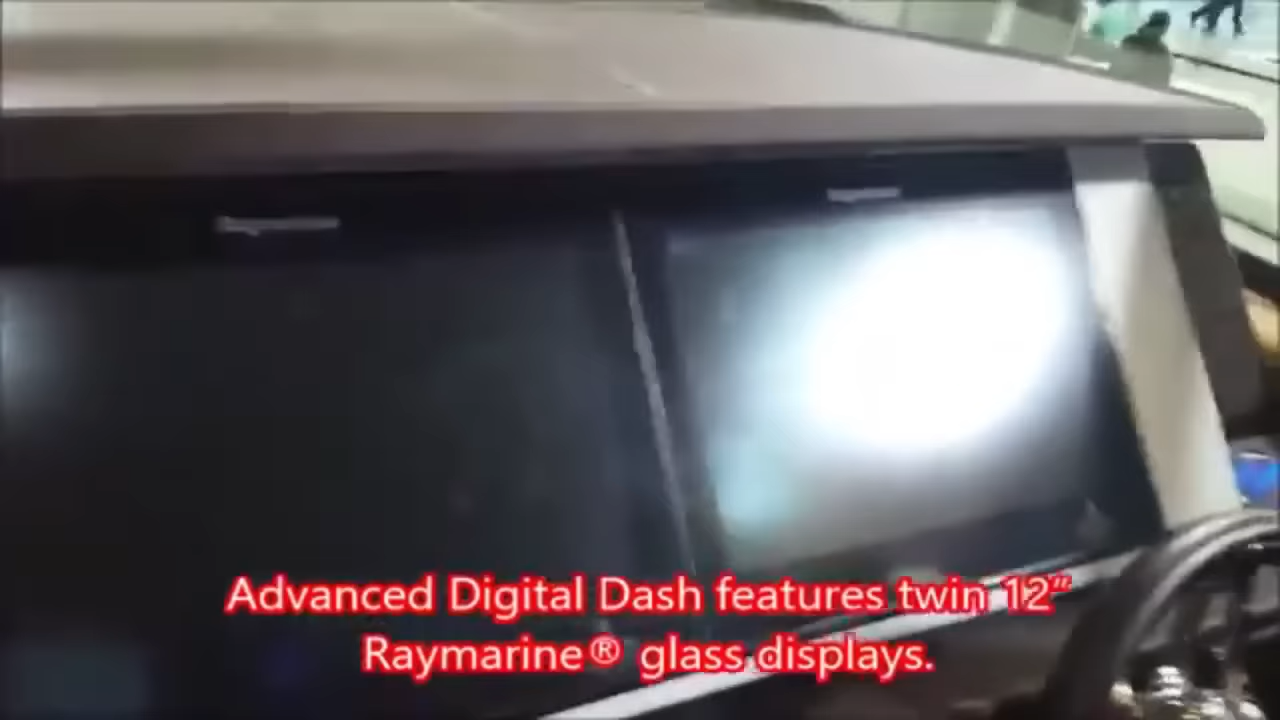 Advanced Digital Dash features twin 12"
Raymarine® glass displays.